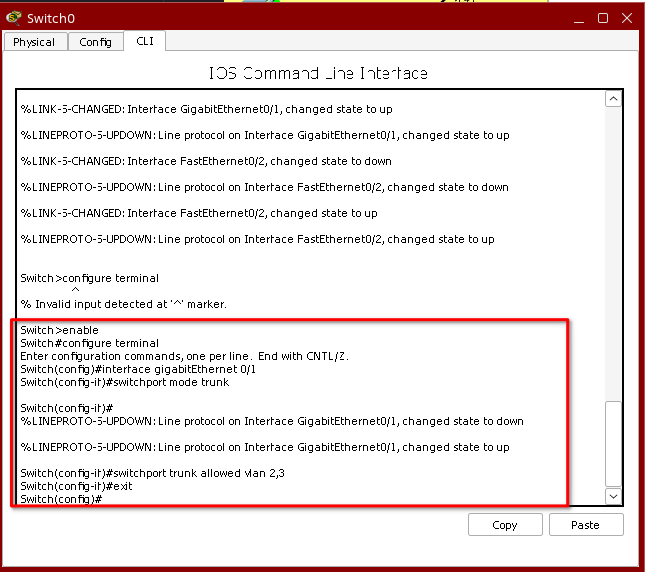 Switch0
Physical Config CLI
IOS Command Line Interface
%LINK-5-CHANGED: Interface GigabitEthernet0/1, changed state to up
%LINEPROTO-5-UPDOWN: Line protocol on Interface GigabitEthernet0/1, changed state to up
%LINK-5-CHANGED: Interface FastEthernet0/2, changed state to down
%LINEPROTO-5-UPDOWN: Line protocol on Interface FastEthernet0/2, changed state to down
%LINK-5-CHANGED: Interface FastEthernet0/2, changed state to up
%LINEPROTO-5-UPDOWN: Line protocol on Interface FastEthernet0/2, changed state to up
Switch>configure terminal
^
% Invalid input detected at '^' marker.
Switch>enable
Switch#configure terminal
Enter configuration commands, one per line. End with CNTL/Z.
Switch(config)#interface gigabitEthernet 0/1
Switch(config-if)#switchport mode trunk
Switch(config-if)#
%LINEPROTO-5-UPDOWN: Line protocol on Interface GigabitEthernet0/1, changed state to down
%LINEPROTO-5-UPDOWN: Line protocol on Interface GigabitEthernet0/1, changed state to up
Switch(config-if)#switchport trunk allowed vlan 2,3
Switch(config-if)#exit
Switch(config)#
Copy Paste